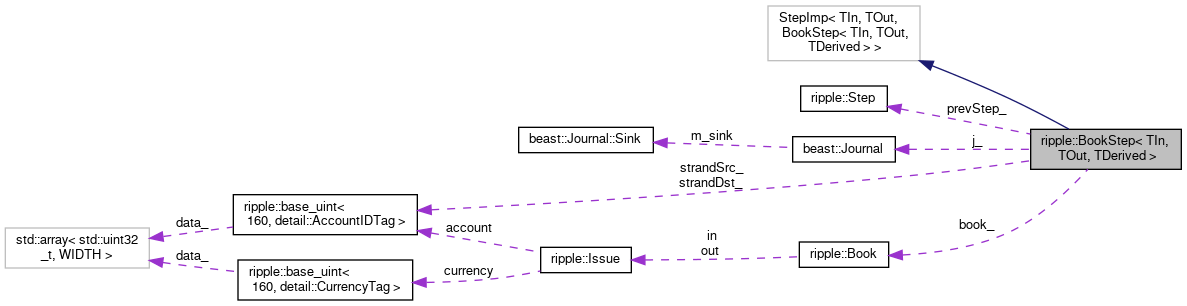 StepImp< TIn, TOut,
BookStep< TIn, TOut,
TDerived > >
ripple::Step
prevStep_
beast::Journal::Sink
m_sink
beast::Journal
j_
ripple::BookStep< TIn,
TOut, TDerived >
strandSrc_
strandDst_
ripple::base_uint<
160, detail::AccountIDTag >
data_
std::array< std::uint32
_t, WIDTH >
data_
ripple::base_uint<
160, detail::CurrencyTag >
account
currency
ripple::Issue
in
out
ripple::Book
book_